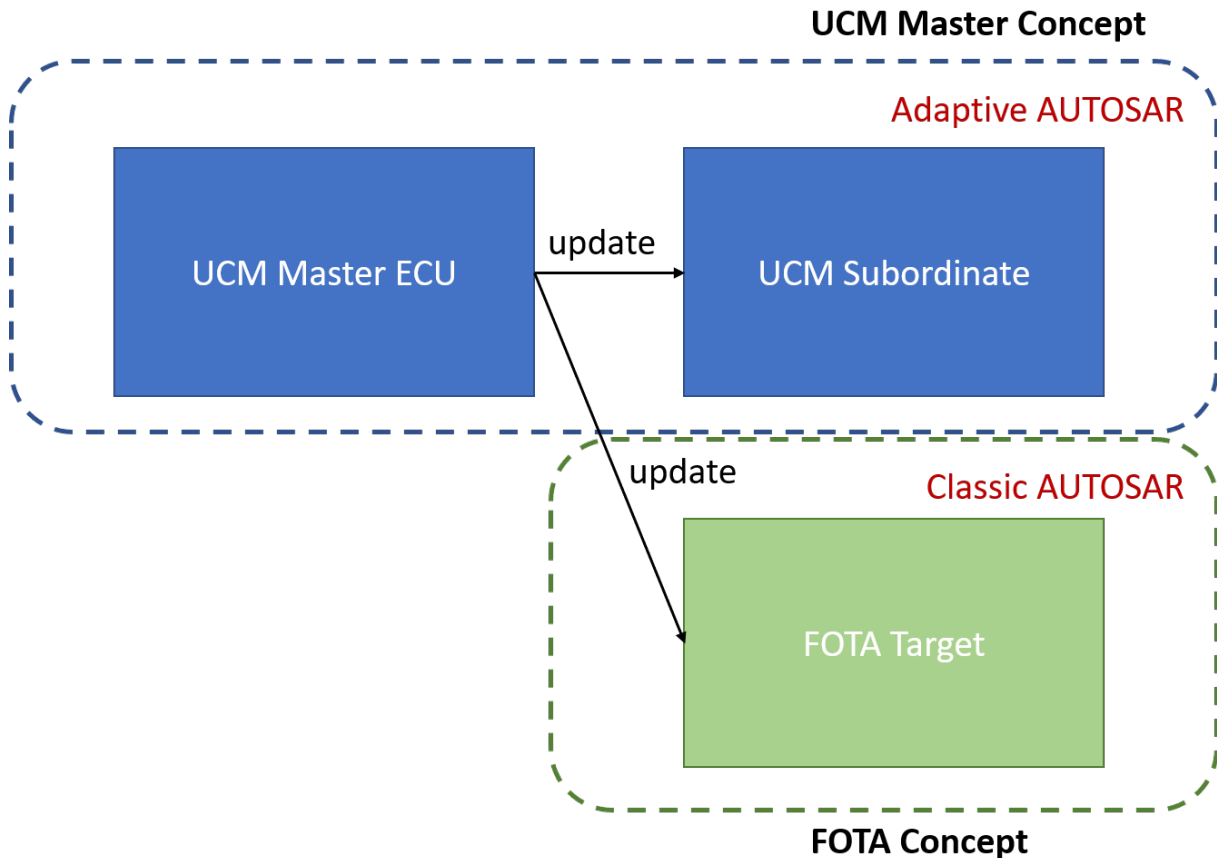 UCM Master Concept
Adaptive AUTOSAR
UCM Master ECU
update
UCM Subordinate
update
Classic AUTOSAR
FOTA Target
FOTA Concept